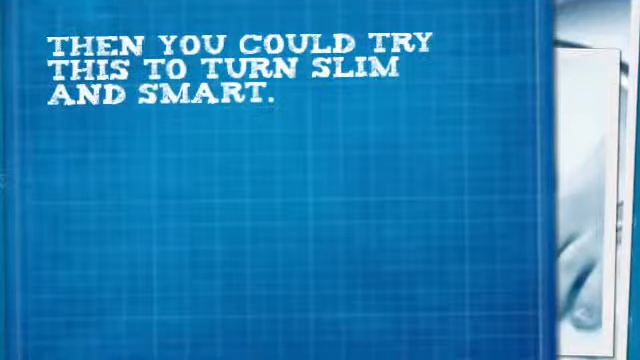 THEN YOU COULD TRY
THIS TO TURN SLIM
AND SMART.